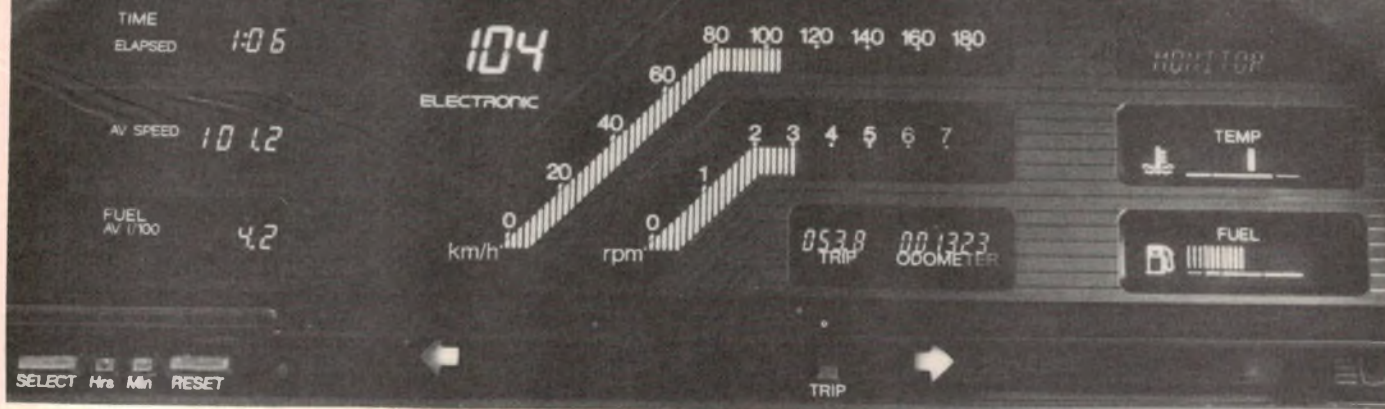 TIME
ELAPSED 1:06
AV SPEED 101.2
FUEL
AV l/100 4.2
SELECT Hrs Min RESET
104
ELECTRONIC
80 100 120 140 160 180
60
40
20
0
km/h
2 3 4 5 6 7
1
0
rpm
053.8 001323
TRIP ODOMETER
TRIP
MONITOR
TEMP
FUEL